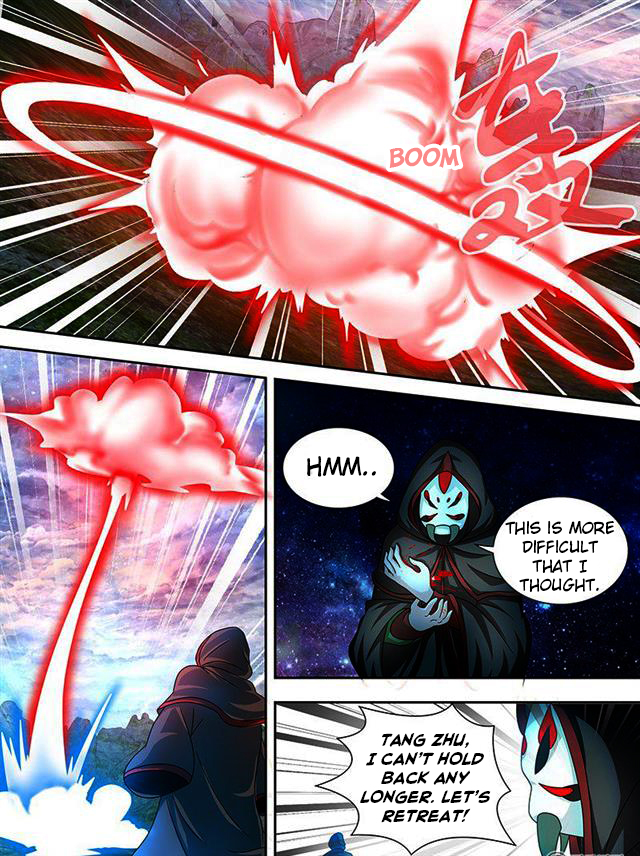 BOOM
HMM..
THIS IS MORE
DIFFICULT
THAT I
THOUGHT.
TANG ZHU,
I CAN'T HOLD
BACK ANY
LONGER. LET'S
RETREAT!